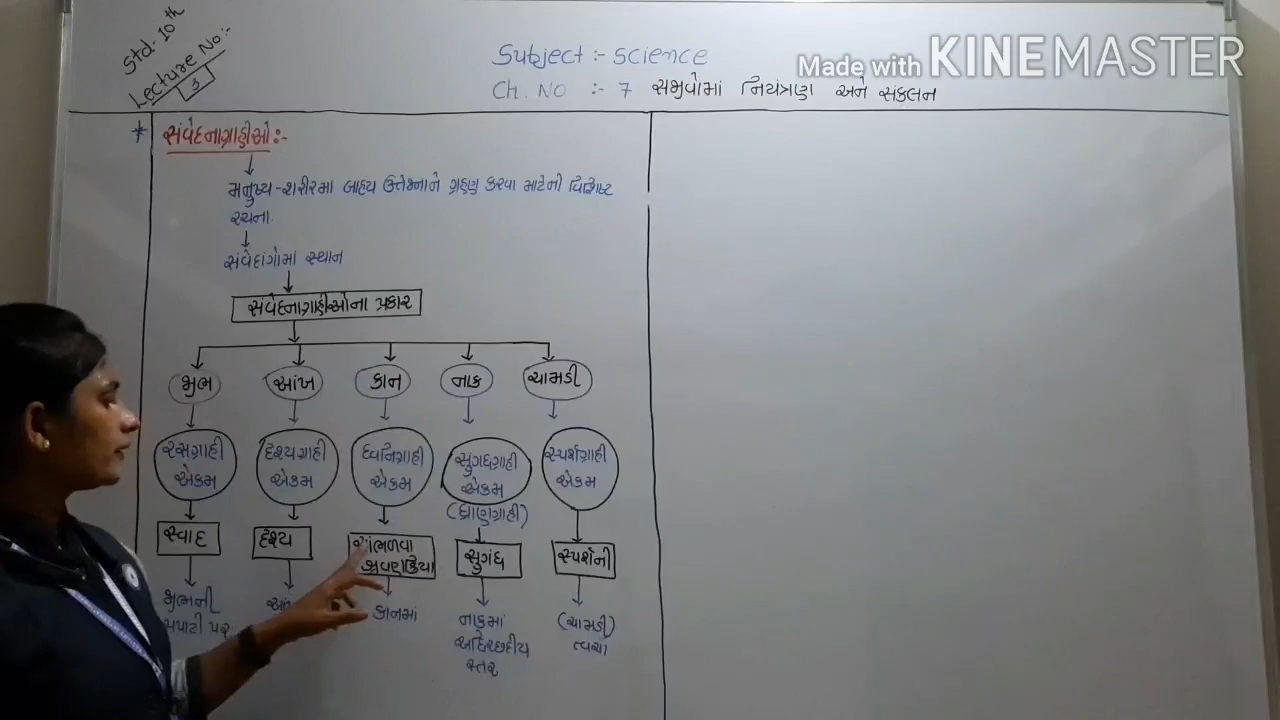 Std- 10th
Lecture No:-
3
Subject :- Science
Made with KINEMASTER
Ch. NO :- 7 સજીવોમાં નિયંત્રણ અને સંકલન
* સંવેદનાગ્રાહીઓ:-
મનુષ્ય-શરીરમા બાહ્ય ઉત્તેજનાને ગ્રહણ કરવા માટેની વિશિષ્ટ
રચના.
સંવેદાંગોમા સ્થાન
સંવેદનાગ્રાહીઓના પ્રકાર
જીભ આંખ કાન નાક ચામડી
રસગ્રાહી દ્રશ્યગ્રાહી ધ્વનિગ્રાહી સુગંધગ્રાહી સ્પર્શગ્રાહી
એકમ એકમ એકમ એકમ એકમ
(ઘ્રાણગ્રાહી)
સ્વાદ દ્રશ્ય સાંભળવા સુગંધ સ્પર્શની
શ્રવણક્રિયા
જીભની કાનમાં નાકમાં (ચામડી)
સપાટી પર અધિચ્છદીય ત્વચા
સ્તર